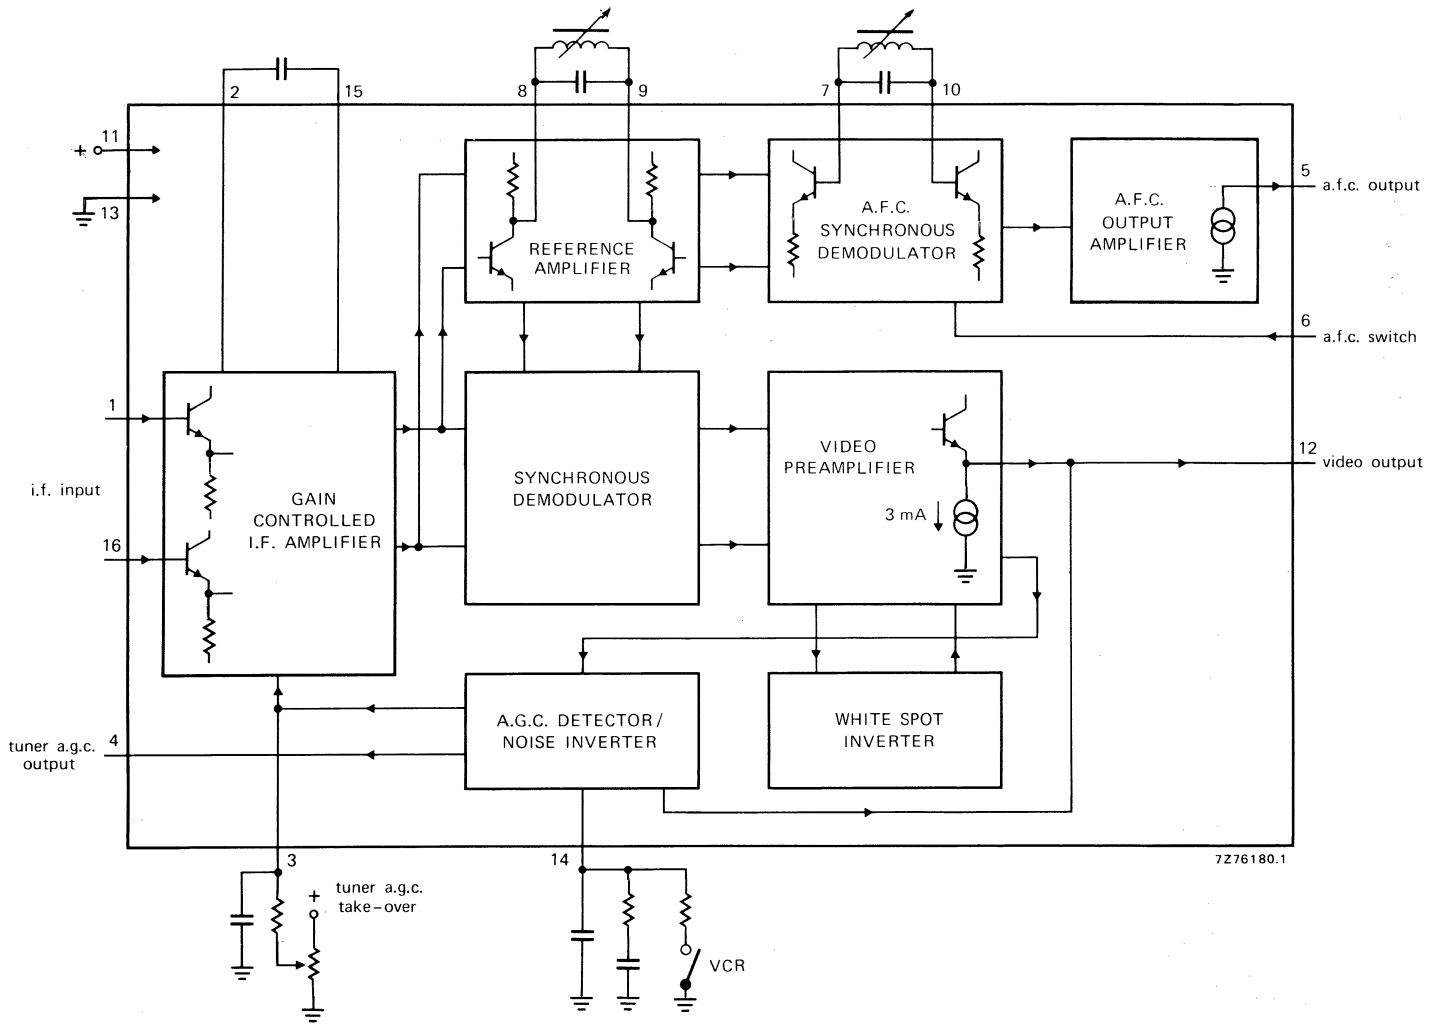 2
15
8
9
7
10
11
+
13
5
a.f.c. output
REFERENCE
AMPLIFIER
A.F.C.
SYNCHRONOUS
DEMODULATOR
A.F.C.
OUTPUT
AMPLIFIER
6
a.f.c. switch
1
i.f. input
16
GAIN
CONTROLLED
I.F. AMPLIFIER
SYNCHRONOUS
DEMODULATOR
VIDEO
PREAMPLIFIER
3 mA
12
video output
tuner a.g.c.
output
4
A.G.C. DETECTOR/
NOISE INVERTER
WHITE SPOT
INVERTER
3
14
7Z76180.1
+
tuner a.g.c.
take-over
VCR